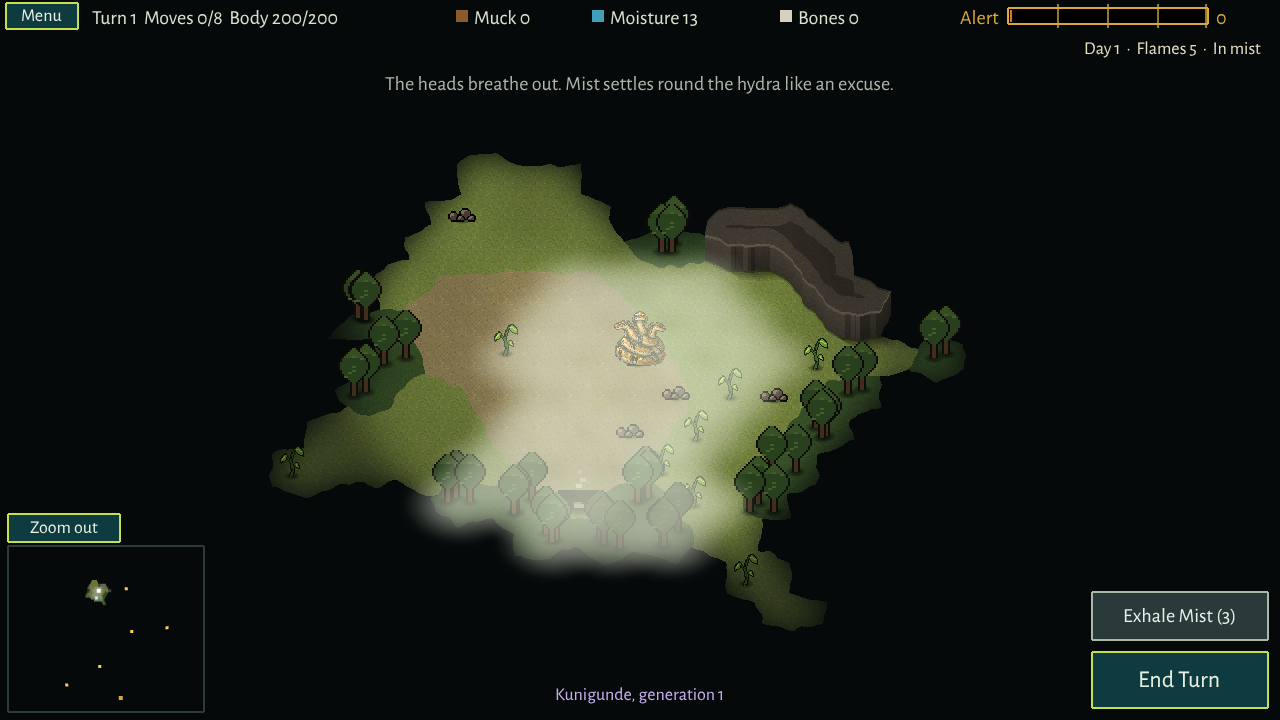 Menu
Turn 1 Moves 0/8 Body 200/200
Muck 0
Moisture 13
Bones 0
Alert
0
Day 1 · Flames 5 · In mist
The heads breathe out. Mist settles round the hydra like an excuse.
Zoom out
Exhale Mist (3)
End Turn
Kunigunde, generation 1